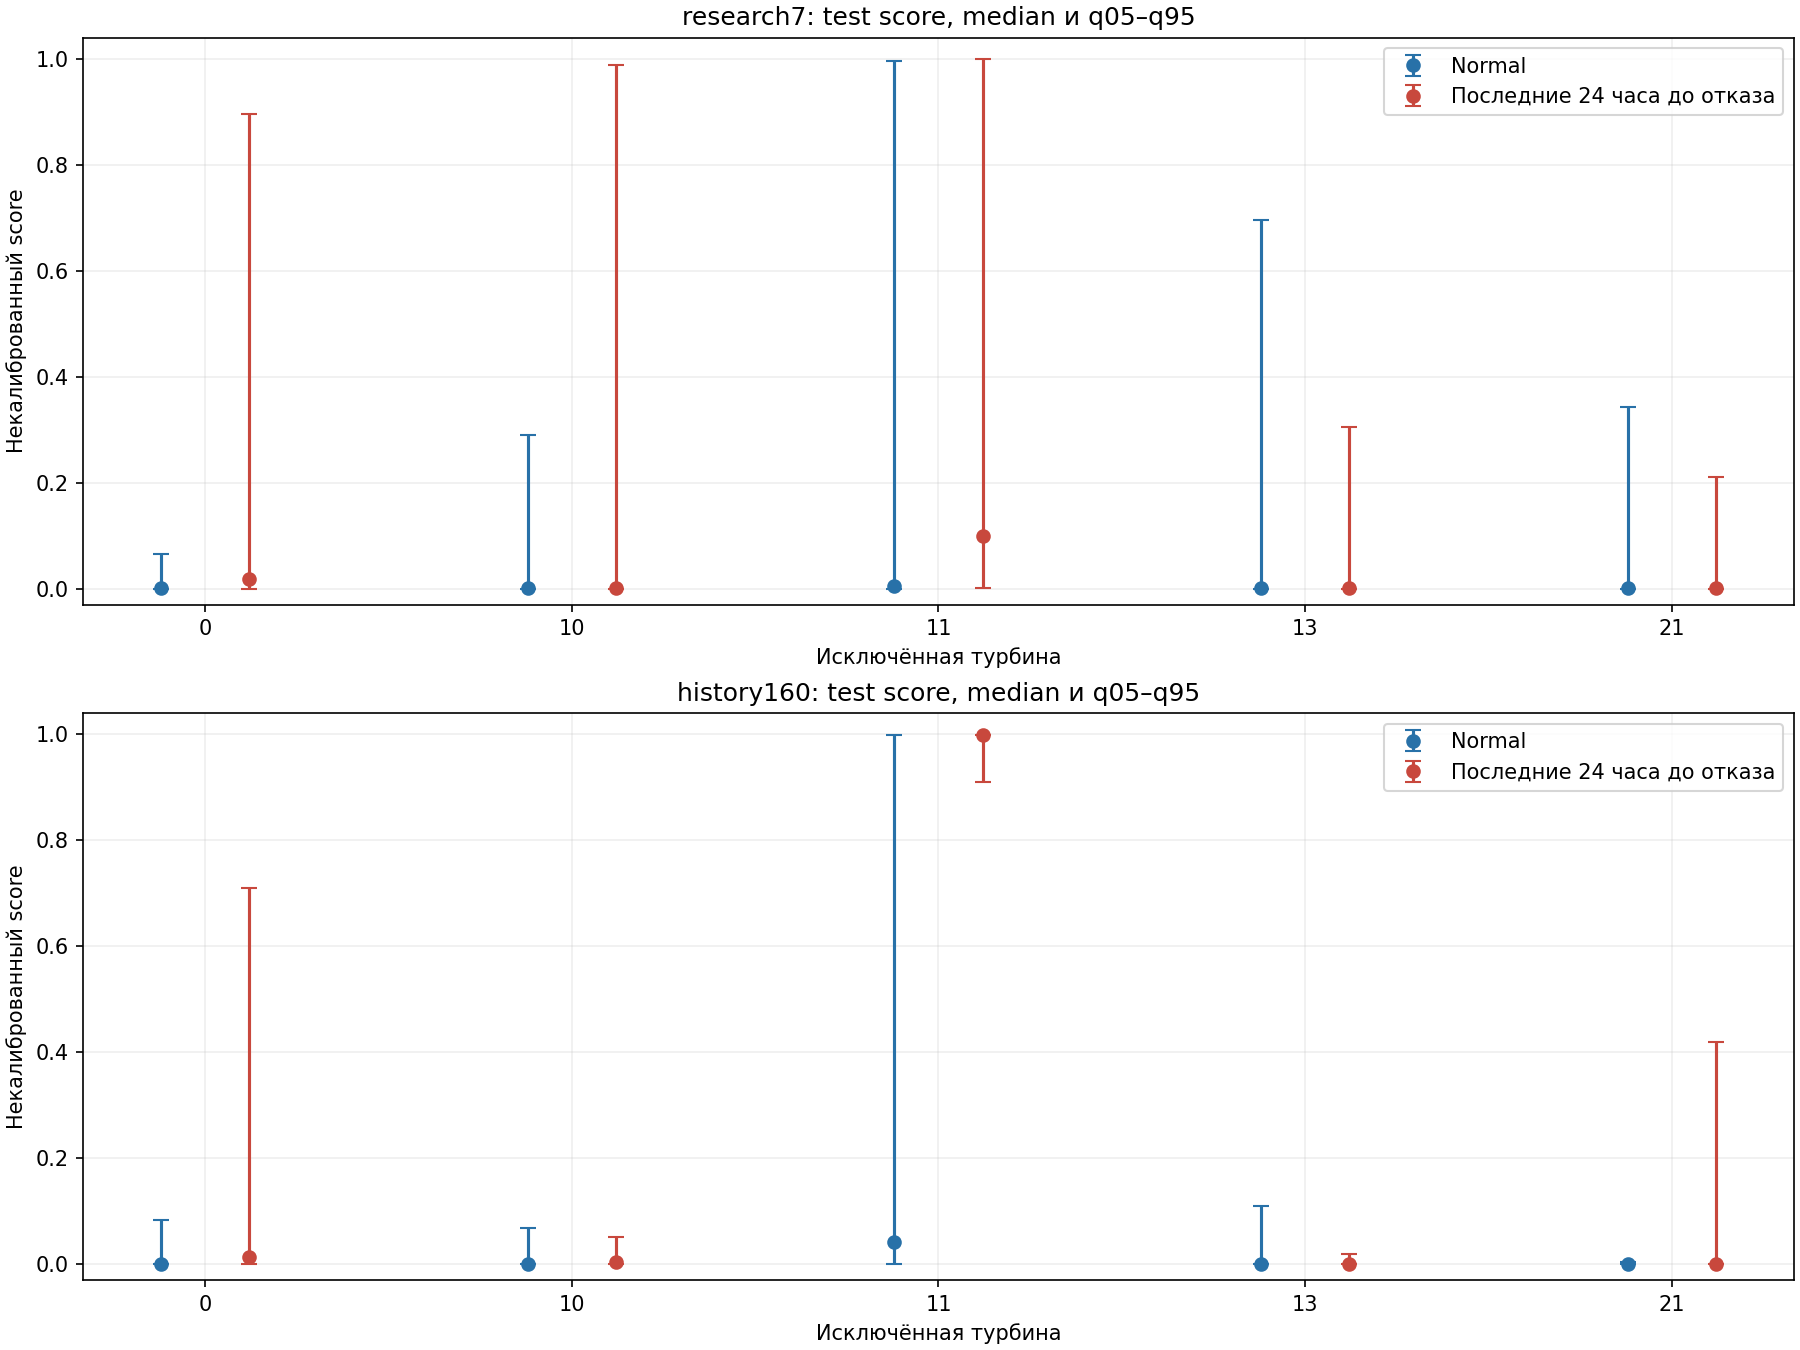 research7: test score, median и q05–q95
Некалиброванный score
1.0
0.8
0.6
0.4
0.2
0.0
Normal
Последние 24 часа до отказа
0 10 11 13 21
Исключённая турбина
history160: test score, median и q05–q95
Некалиброванный score
1.0
0.8
0.6
0.4
0.2
0.0
Normal
Последние 24 часа до отказа
0 10 11 13 21
Исключённая турбина